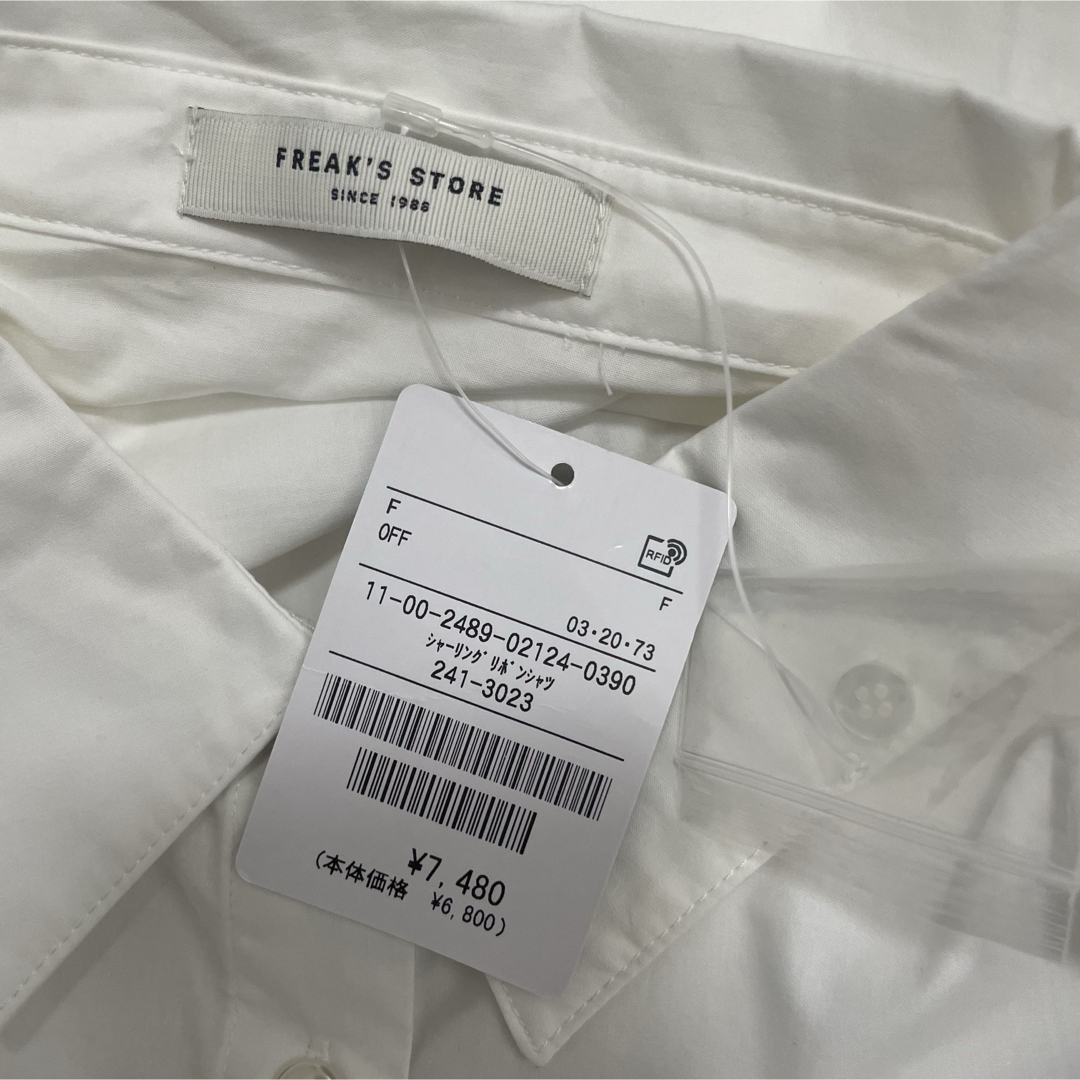 FREAK'S STORE
SINCE 1986
F
OFF
RFID
F
03・20・73
11-00-2489-02124-0390
ｼｬｰﾘﾝｸﾞﾘﾎﾞﾝｼｬﾂ
241-3023
¥7,480
(本体価格 ¥6,800)